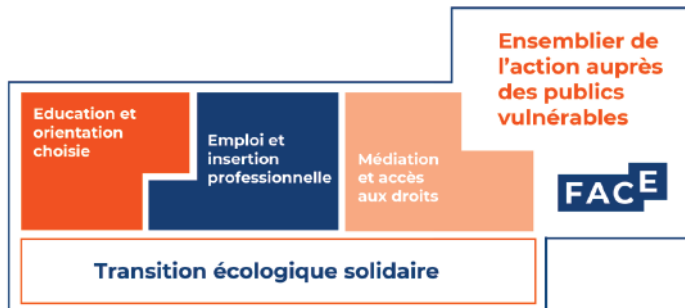 Ensemblier de
l'action auprès
des publics
vulnérables
Education et
orientation
choisie
Emploi et
insertion
professionnelle
Médiation
et accès
aux droits
FACE
Transition écologique solidaire